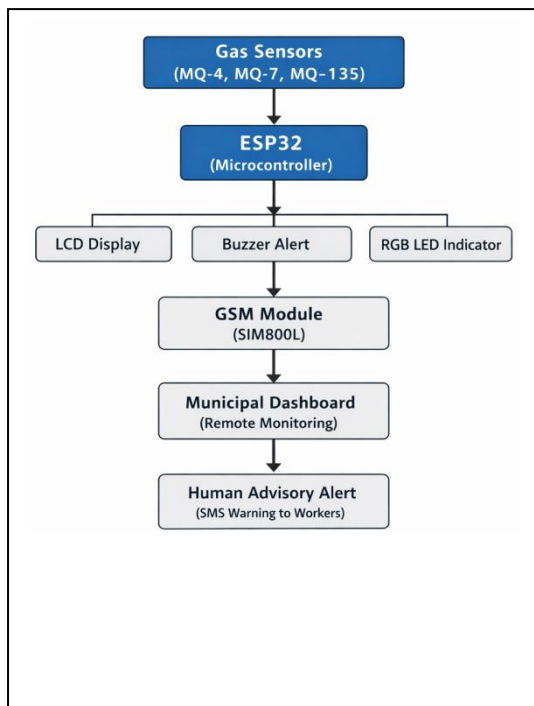 Gas Sensors
(MQ-4, MQ-7, MQ-135)
ESP32
(Microcontroller)
LCD Display
Buzzer Alert
RGB LED Indicator
GSM Module
(SIM800L)
Municipal Dashboard
(Remote Monitoring)
Human Advisory Alert
(SMS Warning to Workers)